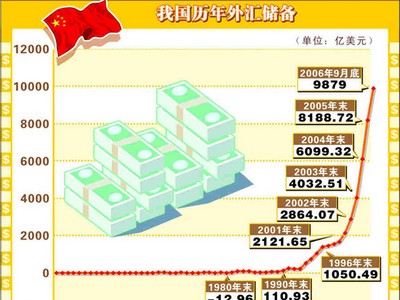 我国历年外汇储备
(单位:亿美元)
12000
10000
8000
6000
4000
2000
0
2006年9月底
9879
2005年末
8188.72
2004年末
6099.32
2003年末
4032.51
2002年末
2864.07
2001年末
2121.65
1996年末
1050.49
1990年末
110.93
1980年末
-12.96